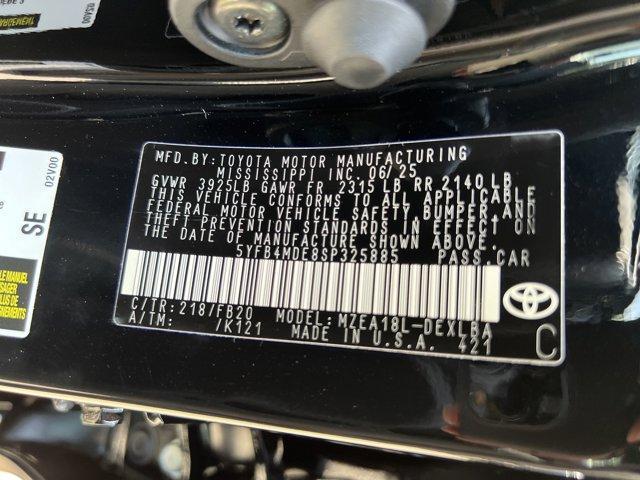 02V00
SE
MFD.BY: TOYOTA MOTOR MANUFACTURING
MISSISSIPPI INC. 06/25
GVWR 3925LB GAWR FR 2315 LB RR 2140 LB
THIS VEHICLE CONFORMS TO ALL APPLICABLE
FEDERAL MOTOR VEHICLE SAFETY, BUMPER, AND
THEFT PREVENTION STANDARDS IN EFFECT ON
THE DATE OF MANUFACTURE SHOWN ABOVE.
5YFB4MDE8SP325885 PASS.CAR
C/TR: 218/FB20 MODEL: MZEA18L-DEXLBA
A/TM: /K121 MADE IN U.S.A. 421
C